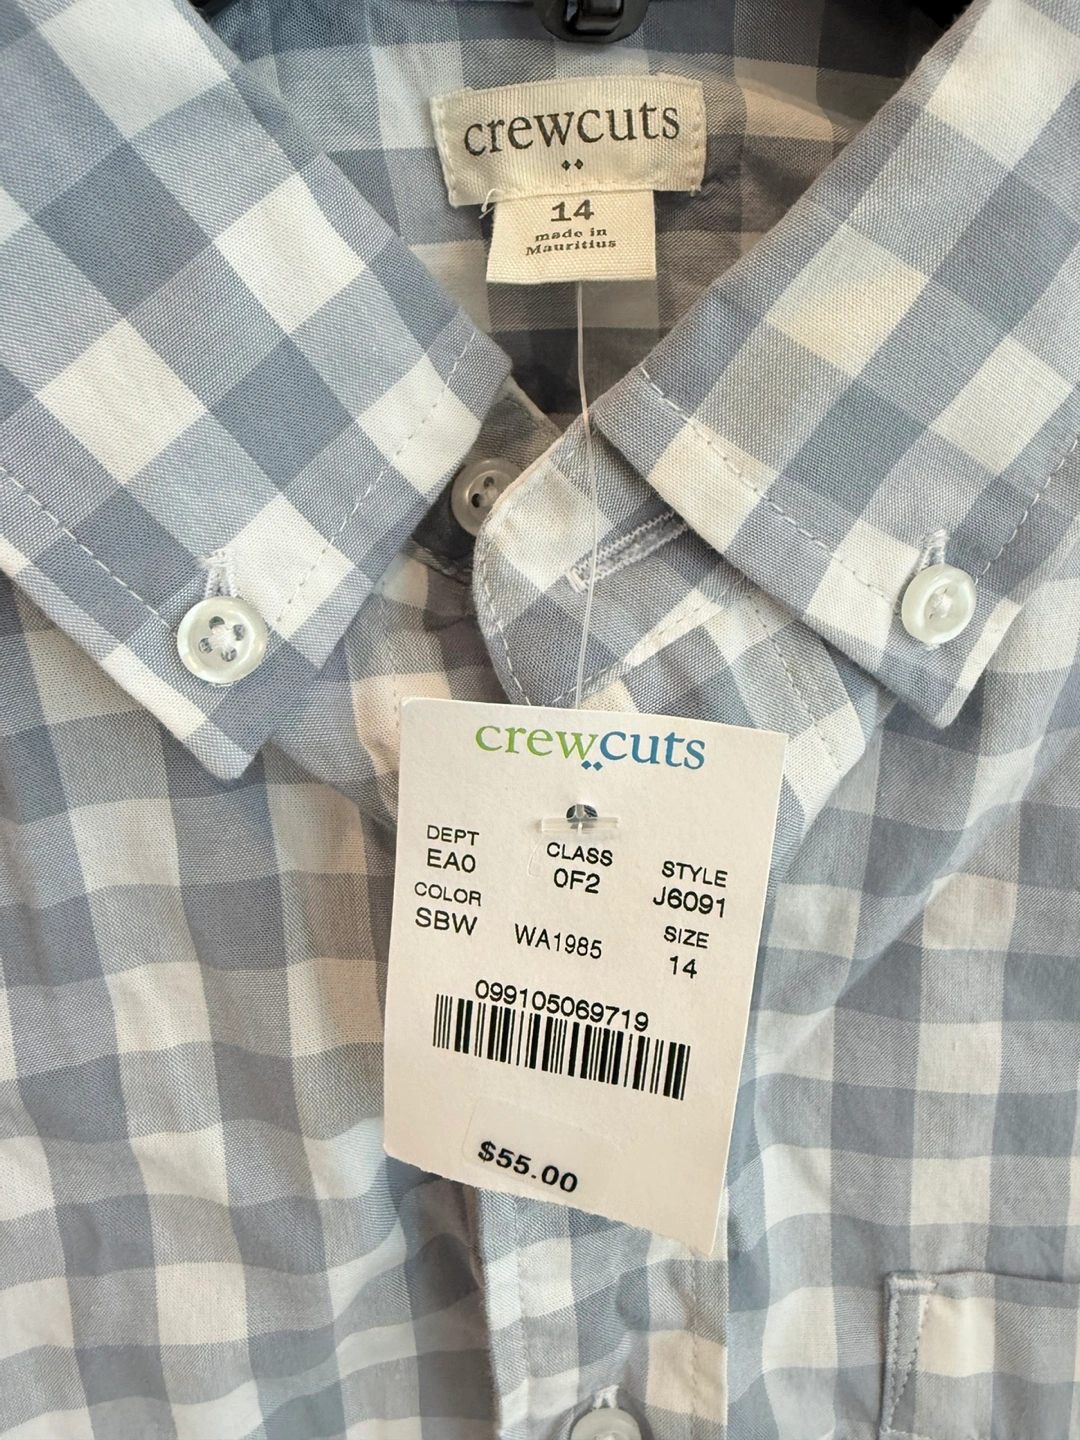 crewcuts
14
made in
Mauritius
crewcuts
DEPT CLASS STYLE
EA0 0F2 J6091
COLOR SIZE
SBW WA1985 14
099105069719
$55.00